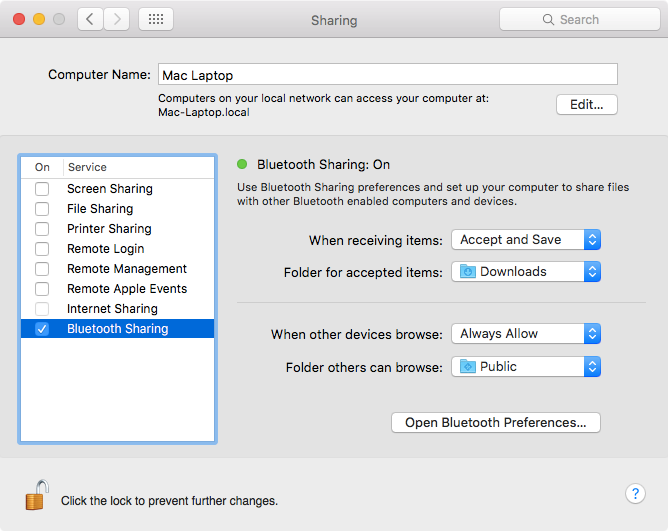 Sharing
Search
Computer Name: Mac Laptop
Computers on your local network can access your computer at:
Mac-Laptop.local
Edit...
On Service
Screen Sharing
File Sharing
Printer Sharing
Remote Login
Remote Management
Remote Apple Events
Internet Sharing
Bluetooth Sharing
Bluetooth Sharing: On
Use Bluetooth Sharing preferences and set up your computer to share files
with other Bluetooth enabled computers and devices.
When receiving items: Accept and Save
Folder for accepted items: Downloads
When other devices browse: Always Allow
Folder others can browse: Public
Open Bluetooth Preferences...
Click the lock to prevent further changes.
?